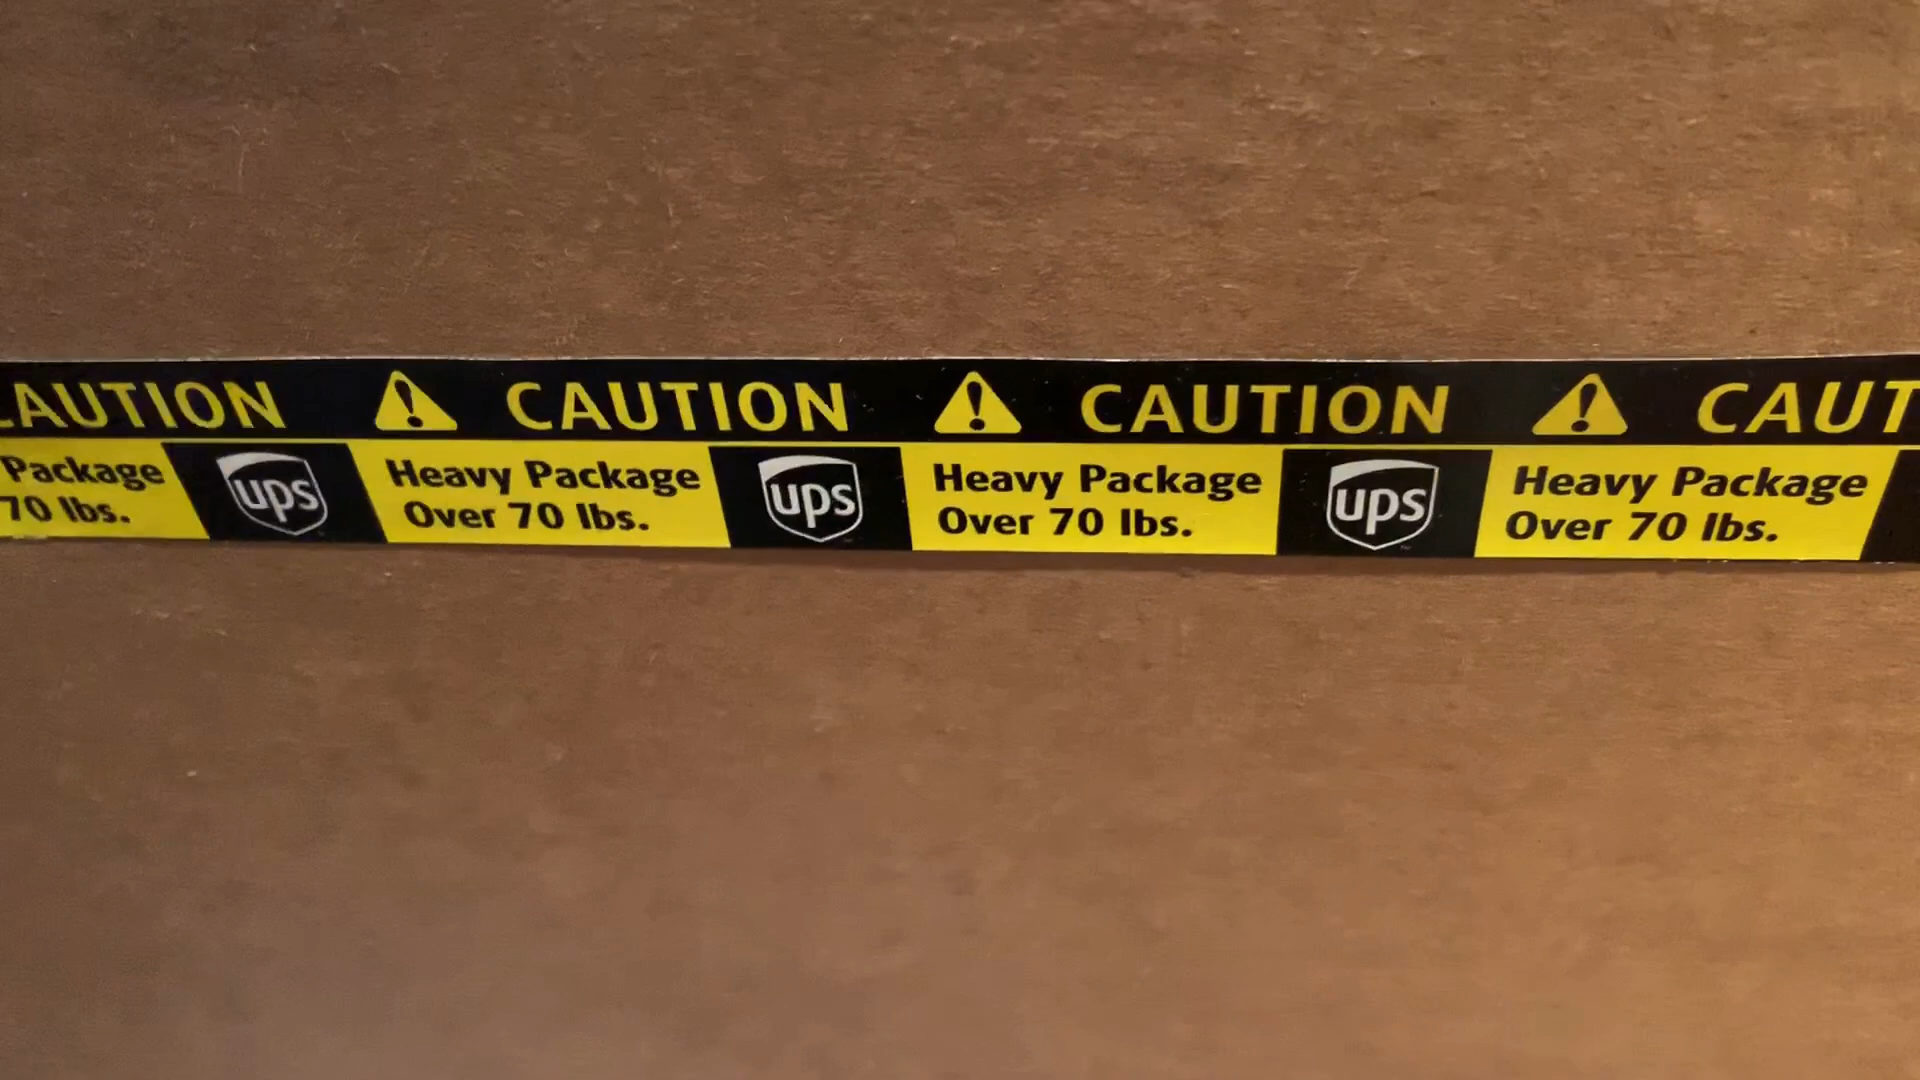 CAUTION CAUTION CAUTION CAUT
Package
70 lbs.
ups
Heavy Package
Over 70 lbs.
ups
Heavy Package
Over 70 lbs.
ups
Heavy Package
Over 70 lbs.